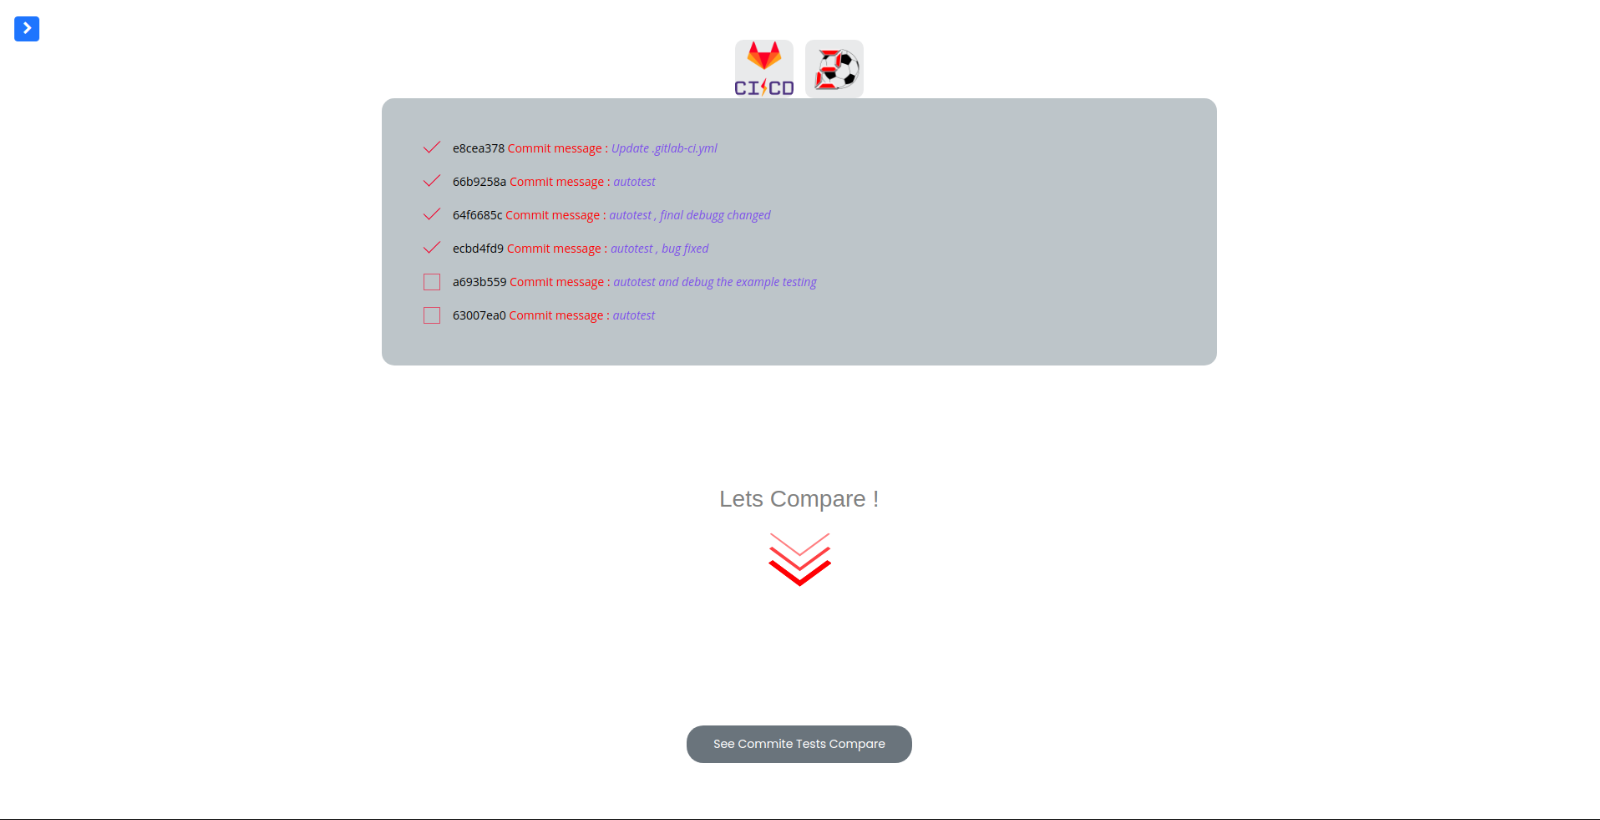 CI CD
2
e8cea378 Commit message : Update .gitlab-ci.yml
66b9258a Commit message : autotest
64f6685c Commit message : autotest , final debugg changed
ecbd4fd9 Commit message : autotest , bug fixed
a693b559 Commit message : autotest and debug the example testing
63007ea0 Commit message : autotest
Lets Compare !
See Commite Tests Compare